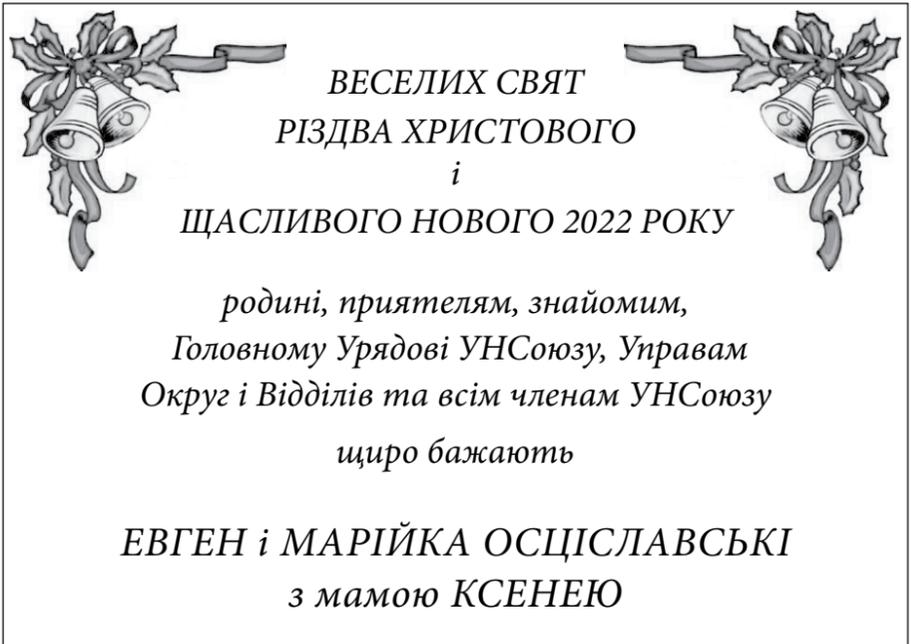 ВЕСЕЛИХ СВЯТ
РІЗДВА ХРИСТОВОГО
і
ЩАСЛИВОГО НОВОГО 2022 РОКУ
родині, приятелям, знайомим,
Головному Урядові УНСоюзу, Управам
Округ і Відділів та всім членам УНСоюзу
щиро бажають
ЕВГЕН і МАРІЙКА ОСЦІСЛАВСЬКІ
з мамою КСЕНЕЮ